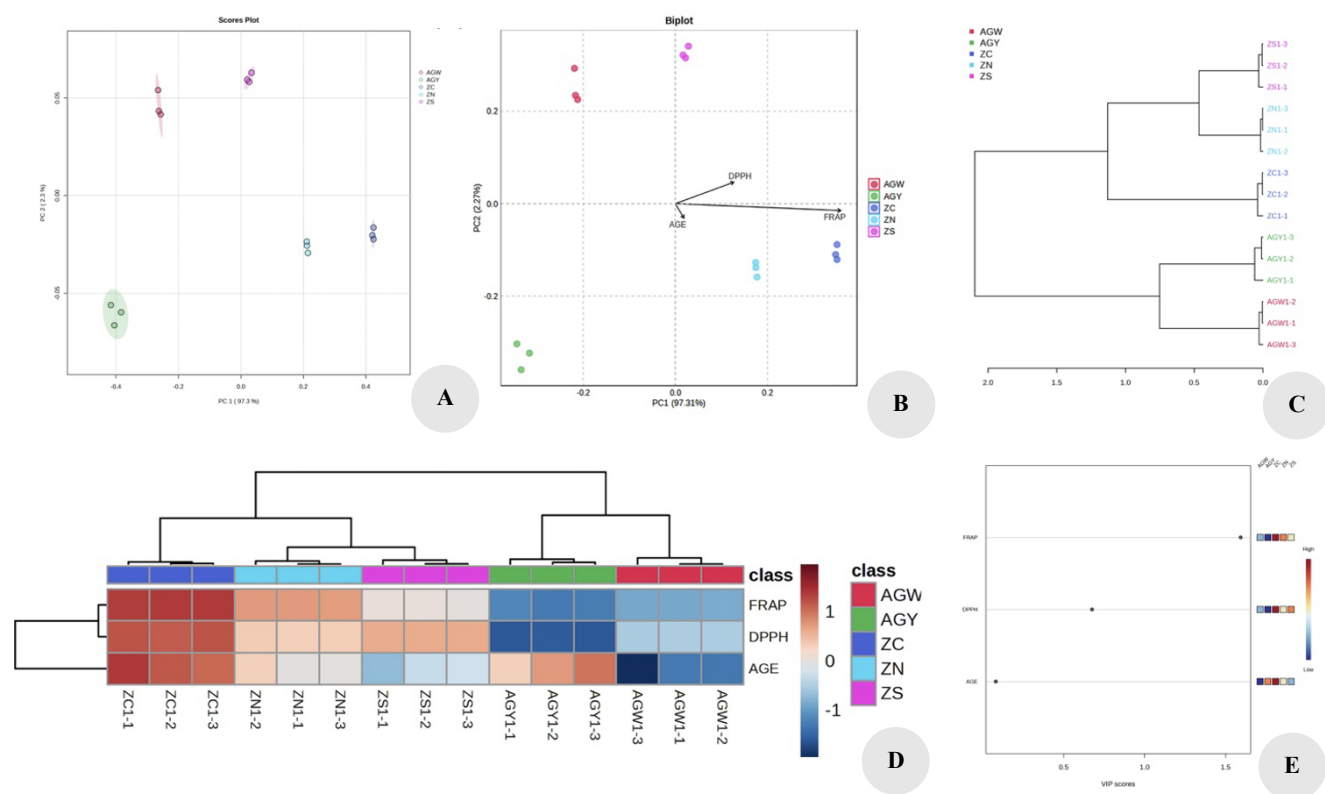 Scores Plot
AGW
AGY
ZC
ZN
ZS
0.05
0.00
-0.05
PC 2 ( 2.3 %)
-0.4
-0.2
0.0
0.2
0.4
PC 1 ( 97.3 %)
A
Biplot
0.2
0.0
-0.2
PC2 (2.27%)
DPPH
FRAP
AGE
-0.2
0.0
0.2
PC1 (97.31%)
AGW
AGY
ZC
ZN
ZS
B
AGW
AGY
ZC
ZN
ZS
ZS1-3
ZS1-2
ZS1-1
ZN1-3
ZN1-1
ZN1-2
ZC1-3
ZC1-2
ZC1-1
AGY1-3
AGY1-2
AGY1-1
AGW1-2
AGW1-1
AGW1-3
2.0
1.5
1.0
0.5
0.0
C
class
FRAP
DPPH
AGE
ZC1-1
ZC1-2
ZC1-3
ZN1-2
ZN1-1
ZN1-3
ZS1-1
ZS1-2
ZS1-3
AGY1-1
AGY1-2
AGY1-3
AGW1-3
AGW1-1
AGW1-2
1
0
-1
class
AGW
AGY
ZC
ZN
ZS
D
AGW
AGY
ZC
ZN
ZS
FRAP
DPPH
AGE
High
Low
0.5
1.0
1.5
VIP scores
E